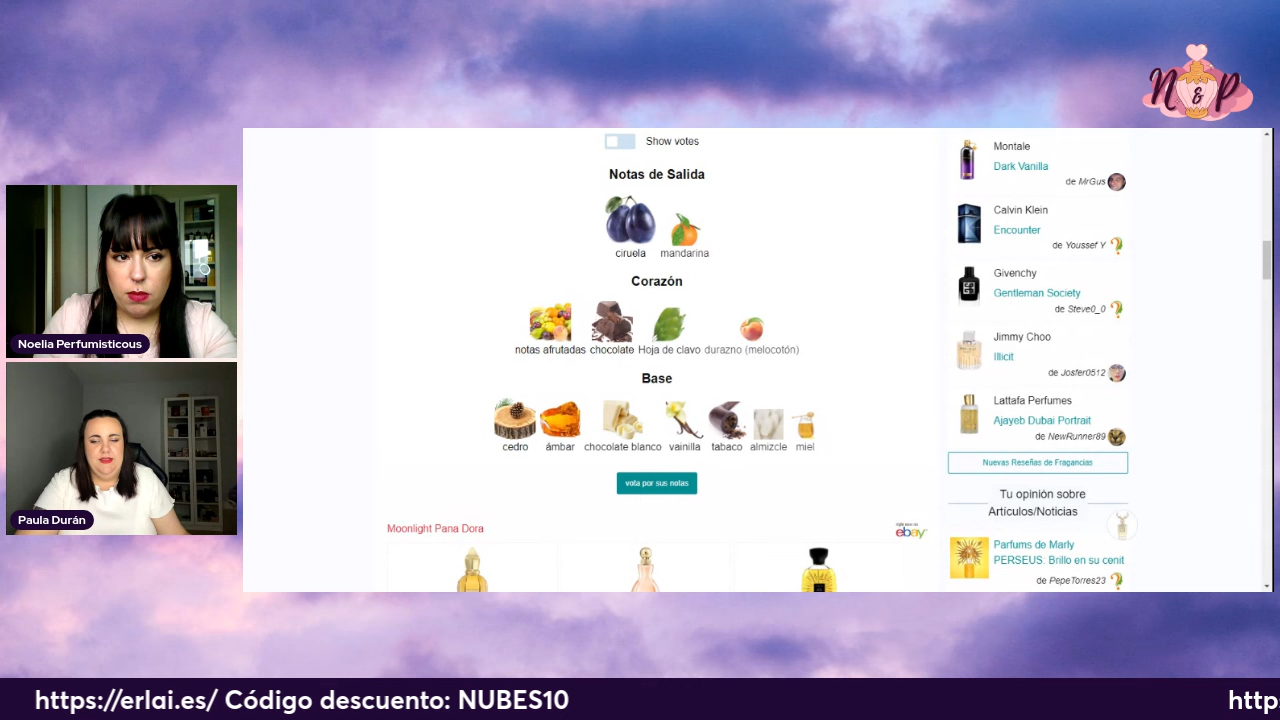 N & P
Show votes
Notas de Salida
ciruela mandarina
Corazón
notas afrutadas chocolate Hoja de clavo durazno (melocotón)
Base
cedro ámbar chocolate blanco vainilla tabaco almizcle miel
vota por sus notas
Moonlight Pana Dora
ebay
Montale
Dark Vanilla
de MrGus
Calvin Klein
Encounter
de Youssef Y
Givenchy
Gentleman Society
de Steve0_0
Jimmy Choo
Illicit
de Josfer0512
Lattafa Perfumes
Ajayeb Dubai Portrait
de NewRunner89
Nuevas Reseñas de Fragancias
Tu opinión sobre
Artículos/Noticias
Parfums de Marly
PERSEUS: Brillo en su cenit
de PepeTorres23
Noelia Perfumisticous
Paula Durán
https://erlai.es/ Código descuento: NUBES10
http